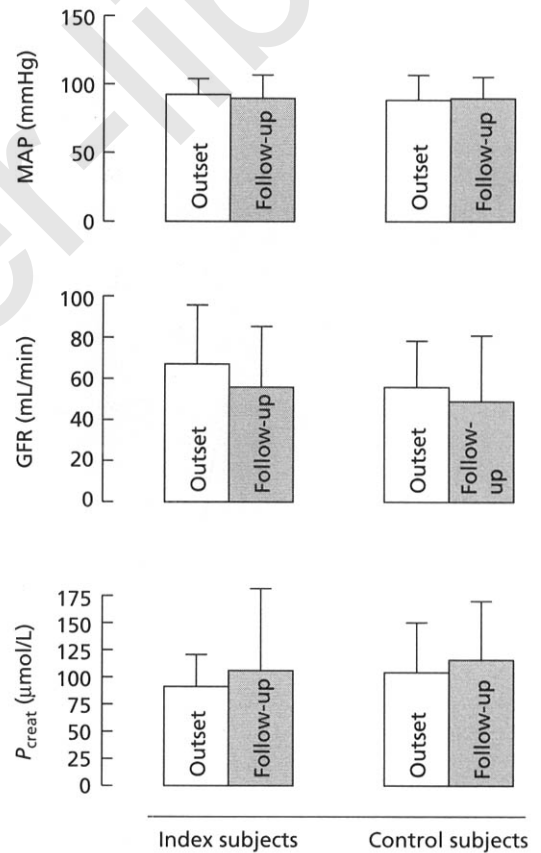 MAP (mmHg)
150
100
50
0
Outset
Follow-up
Outset
Follow-up
GFR (mL/min)
100
80
60
40
20
0
Outset
Follow-up
Outset
Follow-
up
Pcreat (μmol/L)
175
150
125
100
75
50
25
0
Outset
Follow-up
Outset
Follow-up
Index subjects
Control subjects